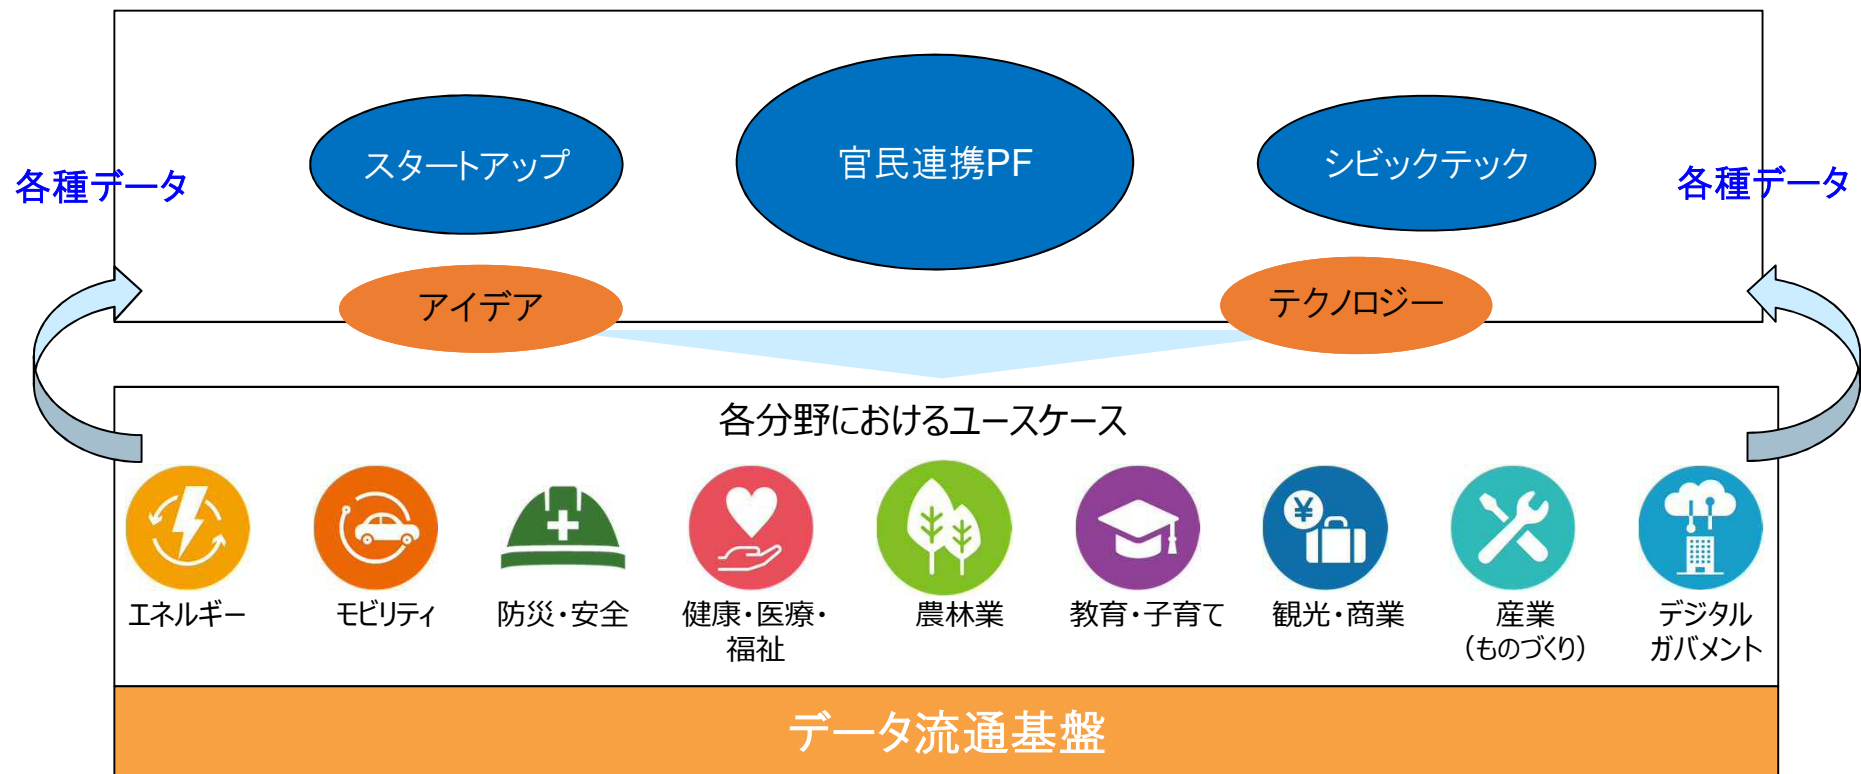 スタートアップ
官民連携PF
シビックテック
各種データ
各種データ
アイデア
テクノロジー
各分野におけるユースケース
¥
エネルギー
モビリティ
防災・安全
健康・医療・
福祉
農林業
教育・子育て
観光・商業
産業
（ものづくり）
デジタル
ガバメント
データ流通基盤